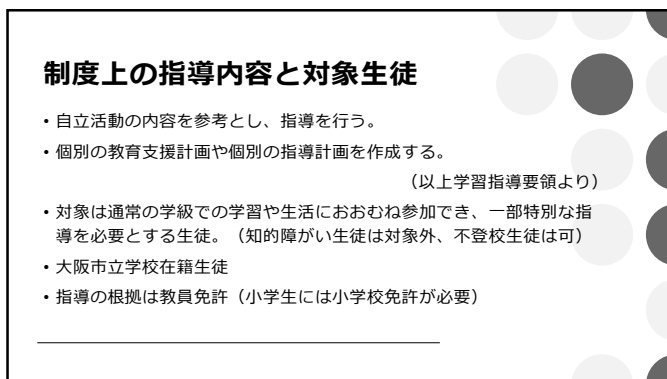 制度上の指導内容と対象生徒
• 自立活動の内容を参考とし、指導を行う。
• 個別の教育支援計画や個別の指導計画を作成する。
（以上学習指導要領より）
• 対象は通常の学級での学習や生活におおむね参加でき、一部特別な指
導を必要とする生徒。（知的障がい生徒は対象外、不登校生徒は可）
• 大阪市立学校在籍生徒
• 指導の根拠は教員免許（小学生には小学校免許が必要）